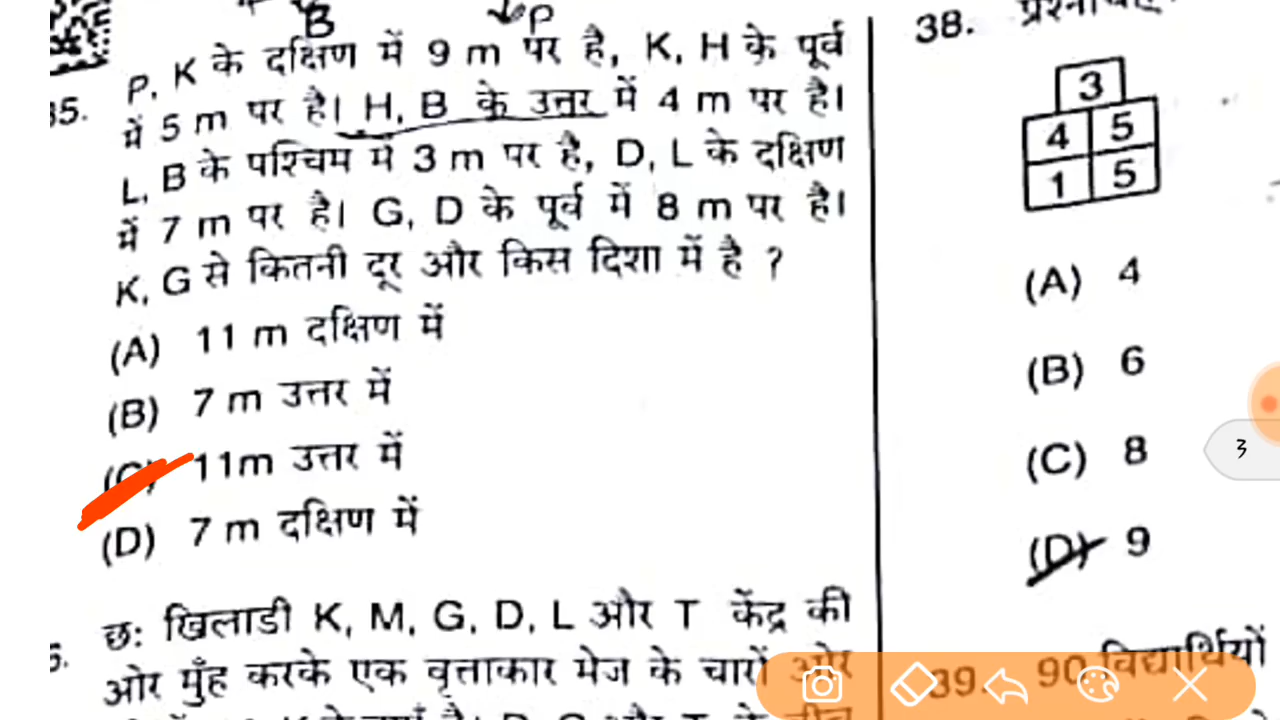 B
P
35. P, K के दक्षिण में 9 m पर है, K, H के पूर्व
में 5 m पर है। H, B के उत्तर में 4 m पर है।
L, B के पश्चिम में 3 m पर है, D, L के दक्षिण
में 7 m पर है। G, D के पूर्व में 8 m पर है।
K, G से कितनी दूर और किस दिशा में है ?
(A) 11 m दक्षिण में
(B) 7 m उत्तर में
(C) 11m उत्तर में
(D) 7 m दक्षिण में
छ: खिलाडी K, M, G, D, L और T केंद्र की
ओर मुँह करके एक वृत्ताकार मेज के चारों ओर
38.
3
4 5
1 5
(A) 4
(B) 6
(C) 8
(D) 9
39. 90 विद्यार्थियों
3